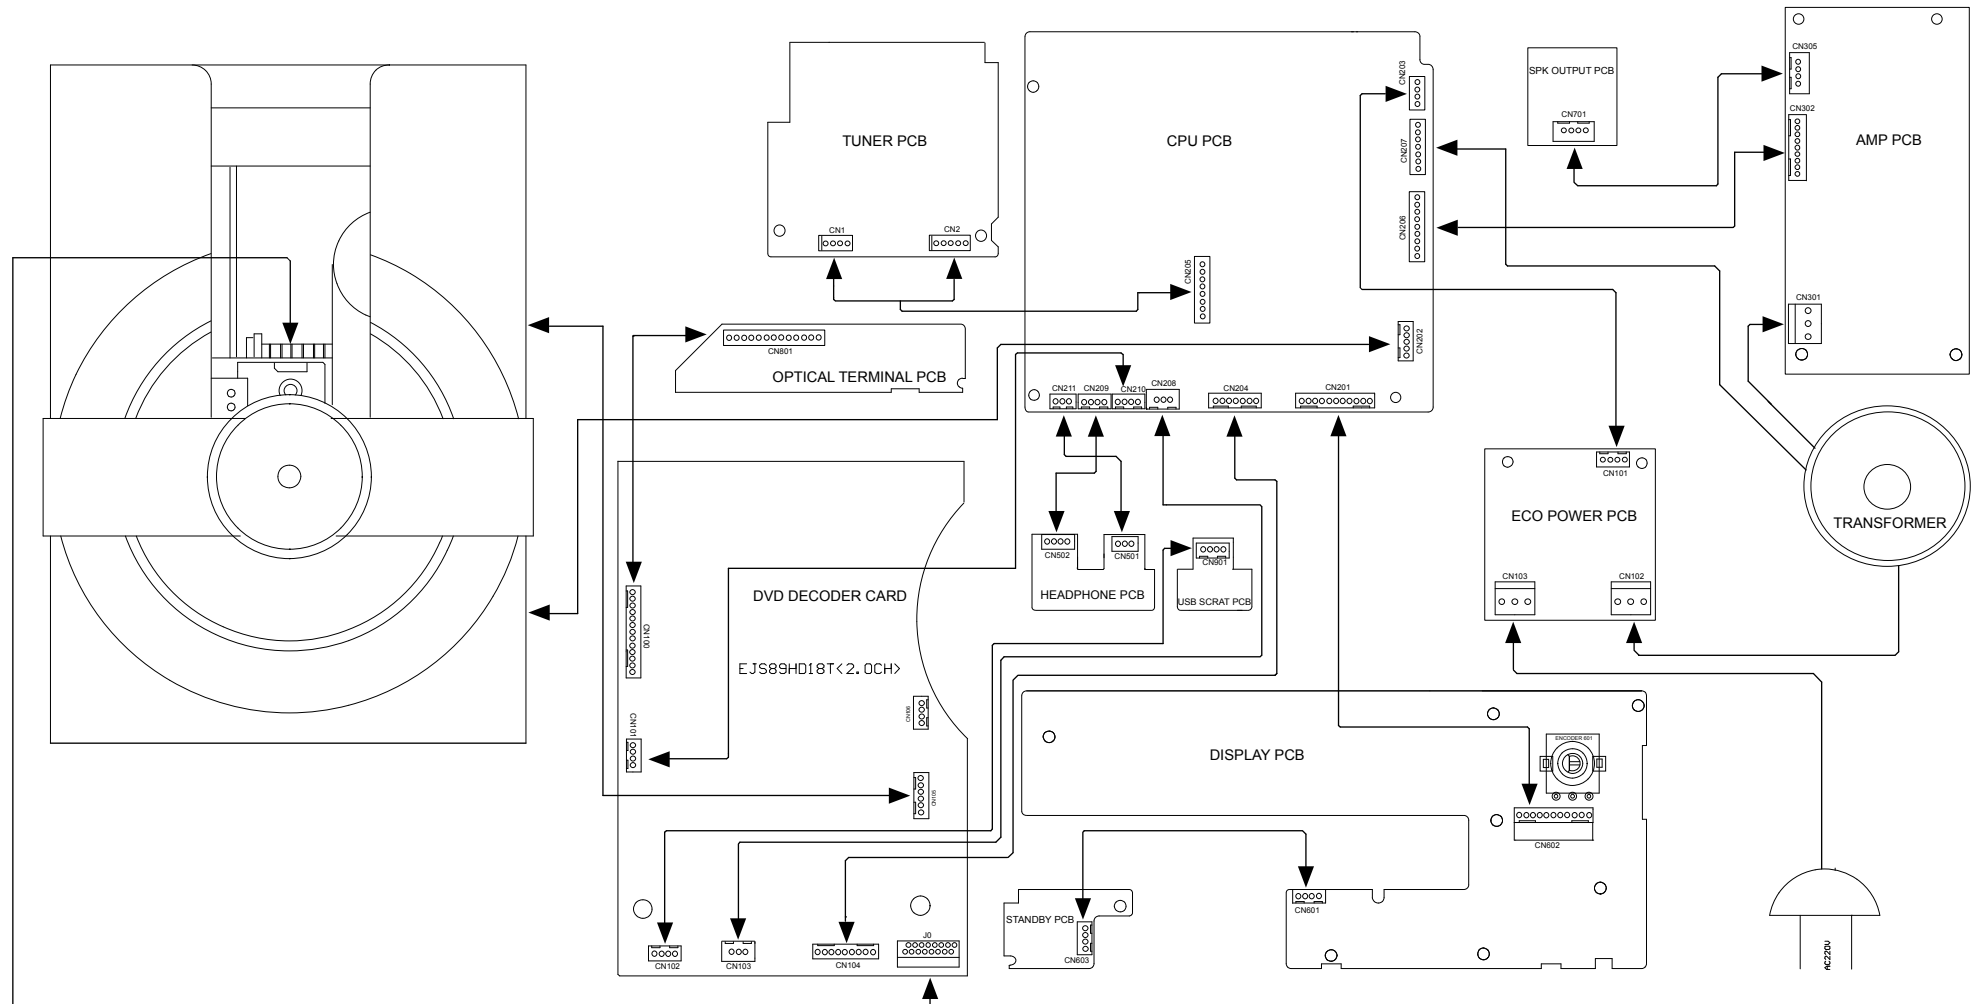 TUNER PCB
CN1
CN2
CPU PCB
CN203
CN207
CN206
CN205
CN202
CN211
CN209
CN210
CN208
CN204
CN201
SPK OUTPUT PCB
CN701
CN305
CN302
AMP PCB
CN301
CN801
OPTICAL TERMINAL PCB
CN101
ECO POWER PCB
CN103
CN102
TRANSFORMER
CN502
CN501
HEADPHONE PCB
CN901
USB SCRAT PCB
DVD DECODER CARD
CN100
EJS89HD18T<2.0CH>
CN101
CN105
CN102
CN103
CN104
J0
DISPLAY PCB
ENCODER 601
CN602
CN601
STANDBY PCB
CN603
AC220V